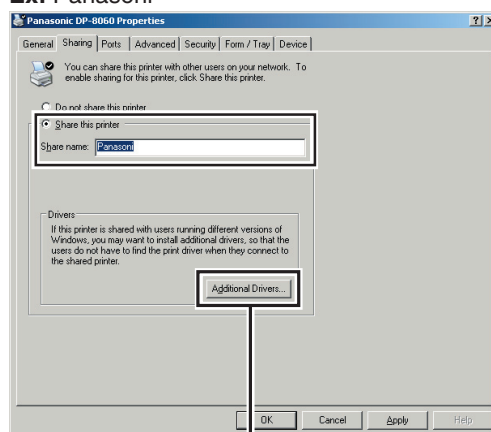 Ex: Panasoni
Panasonic DP-8060 Properties
General Sharing Ports Advanced Security Form / Tray Device
You can share this printer with other users on your network. To
enable sharing for this printer, click Share this printer.
Do not share this printer
Share this printer
Share name: Panasoni
Drivers
If this printer is shared with users running different versions of
Windows, you may want to install additional drivers, so that the
users do not have to find the print driver when they connect to
the shared printer.
Additional Drivers...
OK Cancel Apply Help